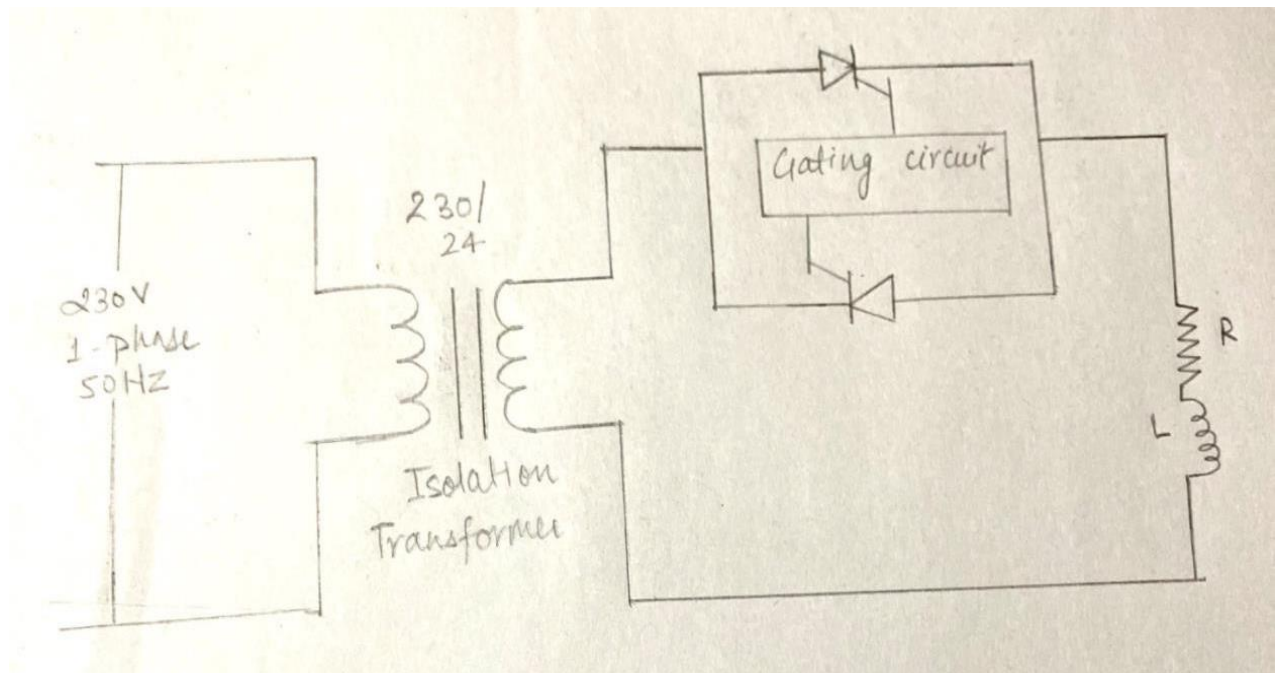 230V
1-phase
50Hz
230/
24
Isolation
Transformer
Gating circuit
R
L